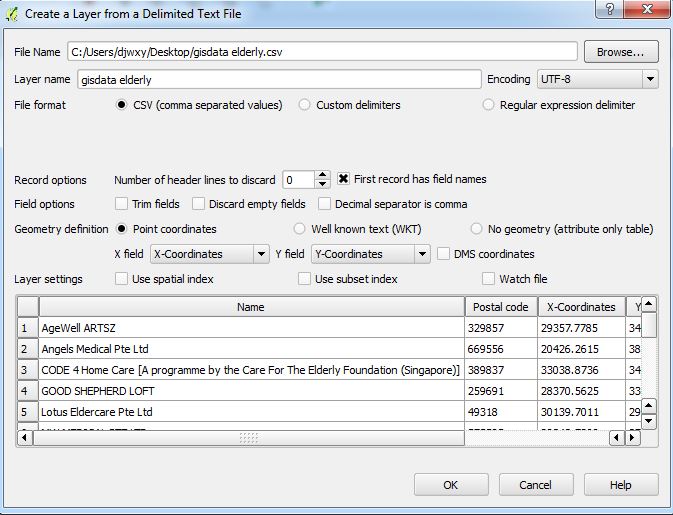 Create a Layer from a Delimited Text File
File Name C:/Users/djwxy/Desktop/gisdata elderly.csv Browse...
Layer name gisdata elderly Encoding UTF-8
File format CSV (comma separated values) Custom delimiters Regular expression delimiter
Record options Number of header lines to discard 0 First record has field names
Field options Trim fields Discard empty fields Decimal separator is comma
Geometry definition Point coordinates Well known text (WKT) No geometry (attribute only table)
X field X-Coordinates Y field Y-Coordinates DMS coordinates
Layer settings Use spatial index Use subset index Watch file
Name Postal code X-Coordinates Y
1 AgeWell ARTSZ 329857 29357.7785 34
2 Angels Medical Pte Ltd 669556 20426.2615 38
3 CODE 4 Home Care [A programme by the Care For The Elderly Foundation (Singapore)] 389837 33038.8736 34
4 GOOD SHEPHERD LOFT 259691 28370.5625 33
5 Lotus Eldercare Pte Ltd 49318 30139.7011 29
OK Cancel Help